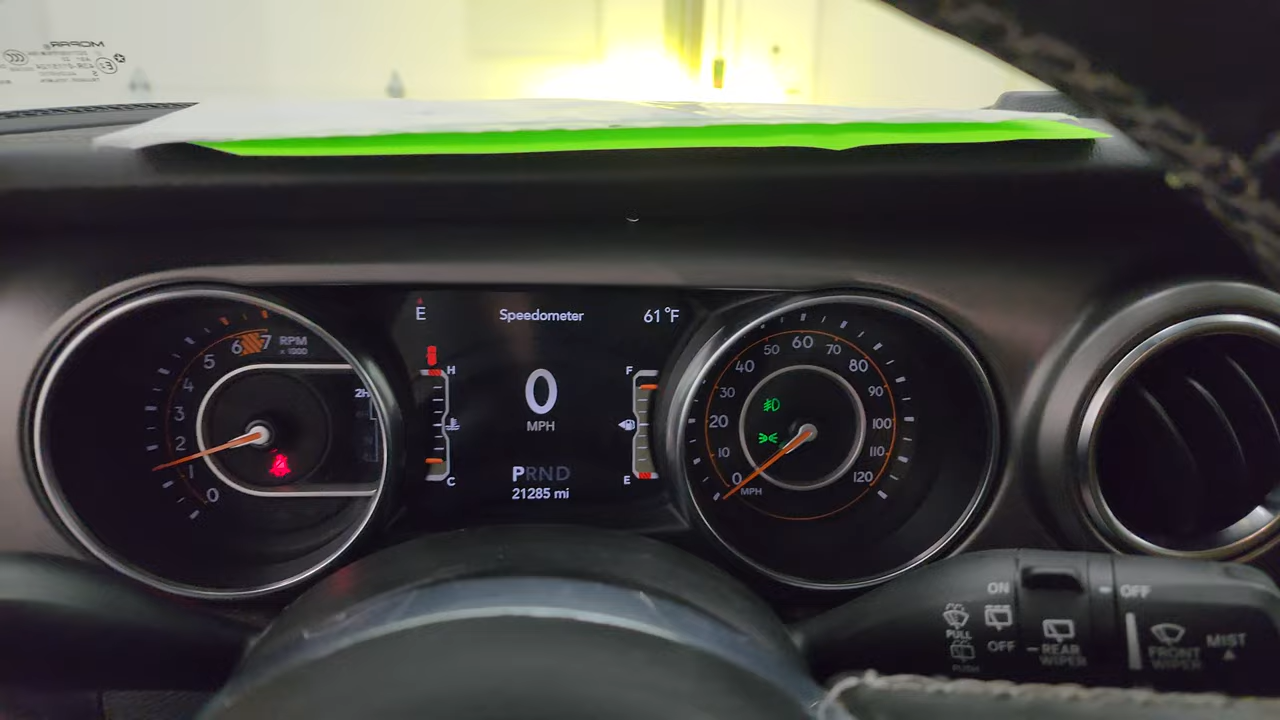 MOPAR
E Speedometer 61°F
0
MPH
PRND
21285 mi
H
C
F
E
0
1
2
3
4
5
6
7
RPM
x 1000
2H
0
10
20
30
40
50
60
70
80
90
100
110
120
MPH
ON
OFF
PULL
PUSH
OFF
REAR
WIPER
FRONT
WIPER
MIST